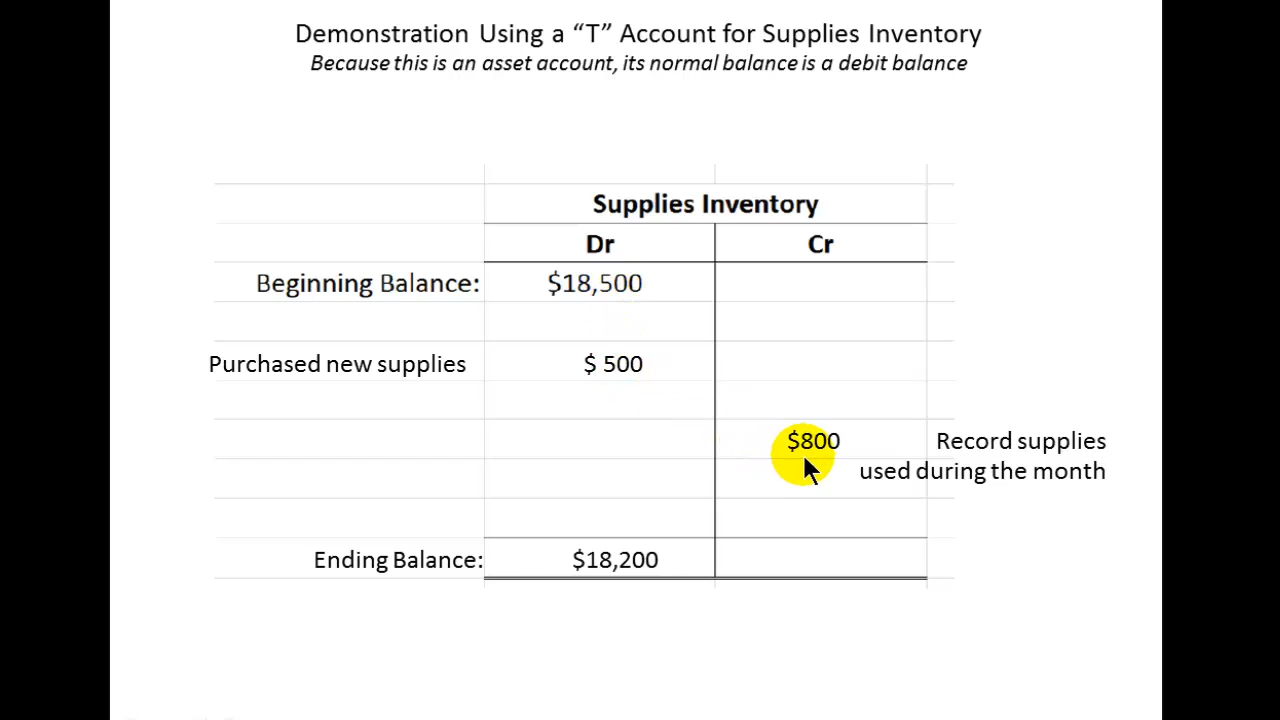 Demonstration Using a “T” Account for Supplies Inventory
Because this is an asset account, its normal balance is a debit balance
Supplies Inventory
Dr Cr
Beginning Balance: $18,500
Purchased new supplies $ 500
$800 Record supplies
used during the month
Ending Balance: $18,200